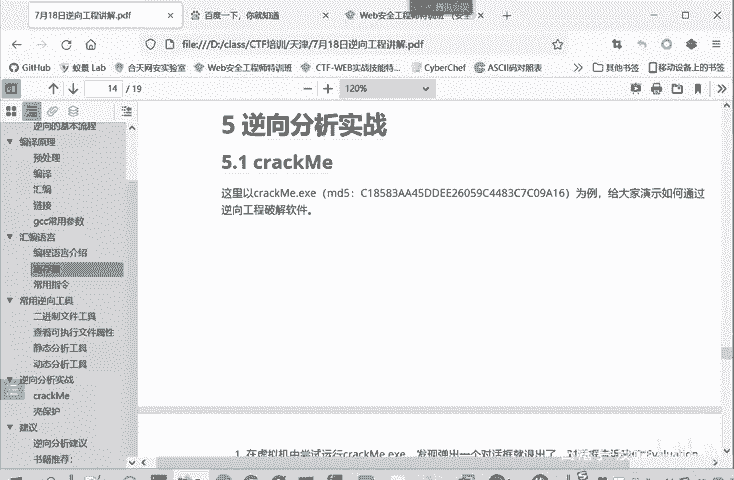 7月18日逆向工程讲解.pdf
百度一下，你就知道
Web安全工程师特训班 (安全
file:///D:/class/CTF培训/天津/7月18日逆向工程讲解.pdf
GitHub
蚁景 Lab
合天网安实验室
Web安全工程师特训班
CTF-WEB实战技能特...
CyberChef
ASCII码对照表
其他书签
移动设备上的书签
14 / 19
120%
逆向的基本流程
编译原理
预处理
编译
汇编
链接
gcc常用参数
汇编语言
编程语言介绍
寄存器
常用指令
常用逆向工具
二进制文件工具
查看可执行文件属性
静态分析工具
动态分析工具
逆向分析实战
crackMe
壳保护
建议
逆向分析建议
书籍推荐：
5 逆向分析实战
5.1 crackMe
这里以crackMe.exe（md5：C18583AA45DDEE26059C4483C7C09A16）为例，给大家演示如何通过
逆向工程破解软件。
1. 在虚拟机中尝试运行crackMe.exe，发现弹出一个对话框就退出了，对话框